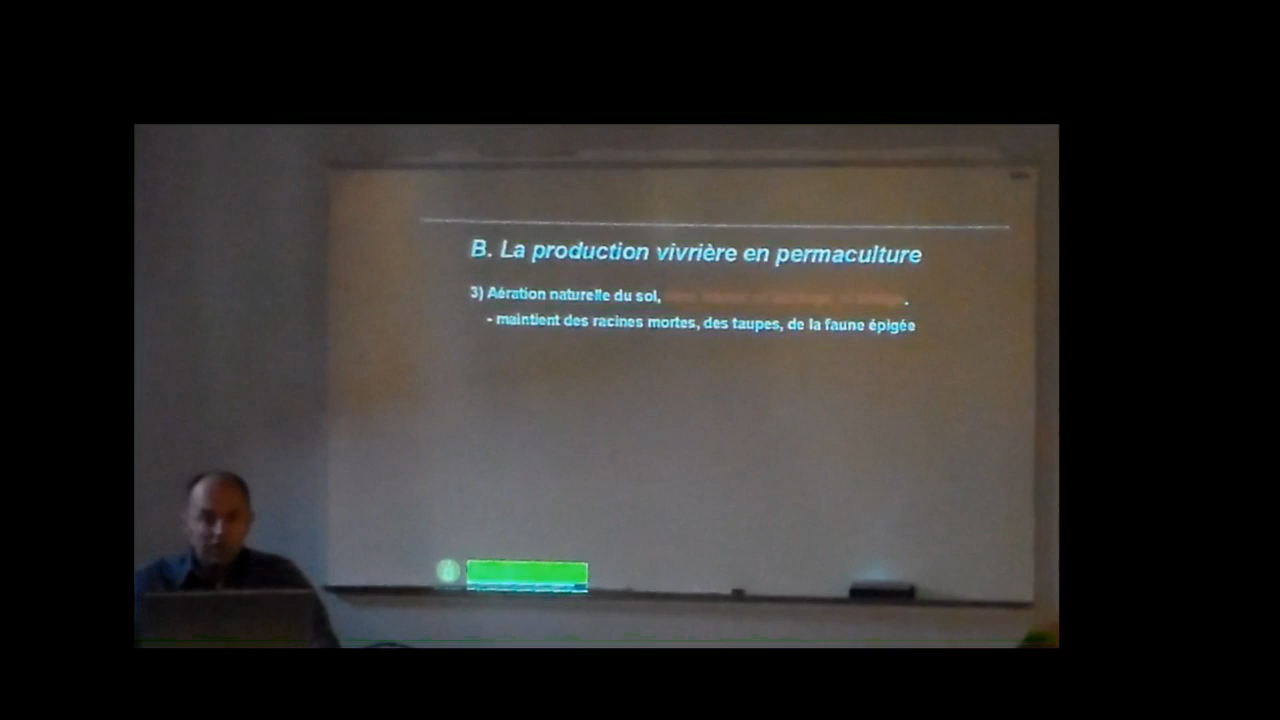 B. La production vivrière en permaculture
3) Aération naturelle du sol, .
- maintient des racines mortes, des taupes, de la faune épigée